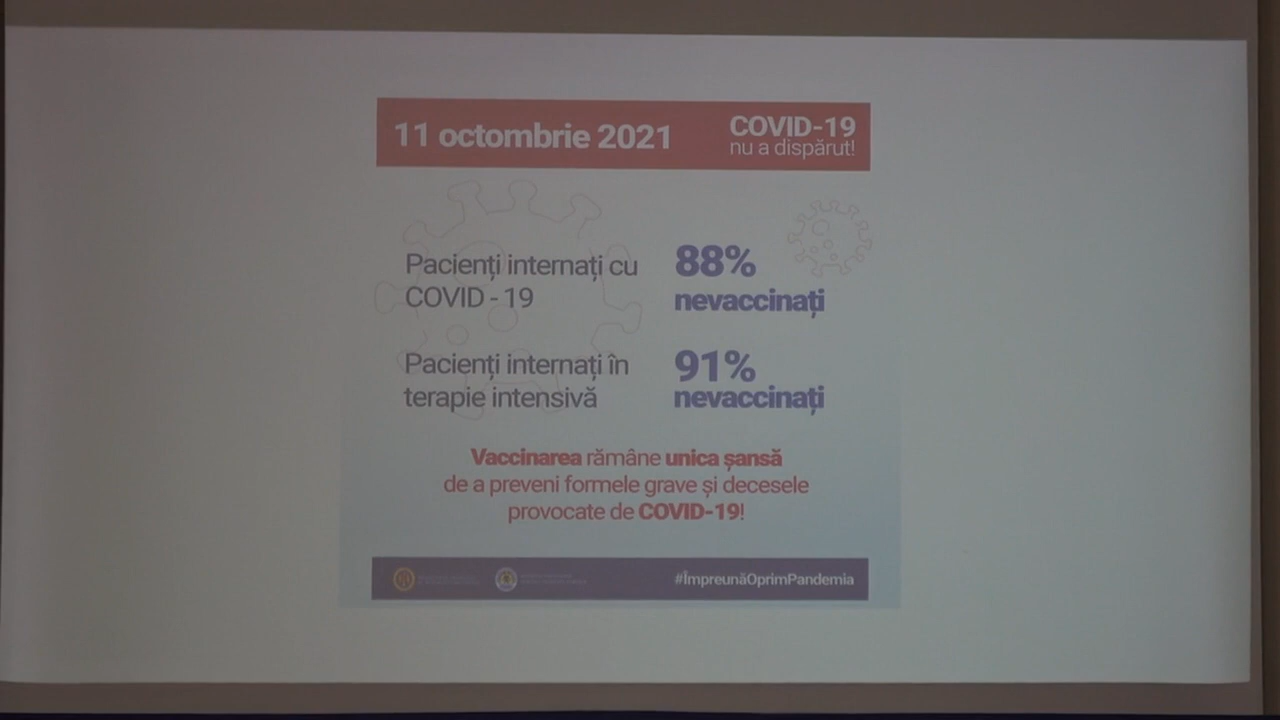 11 octombrie 2021
COVID-19
nu a dispărut!
Pacienți internați cu
COVID - 19
88%
nevaccinați
Pacienți internați în
terapie intensivă
91%
nevaccinați
Vaccinarea rămâne unica șansă
de a preveni formele grave și decesele
provocate de COVID-19!
#ÎmpreunăOprimPandemia